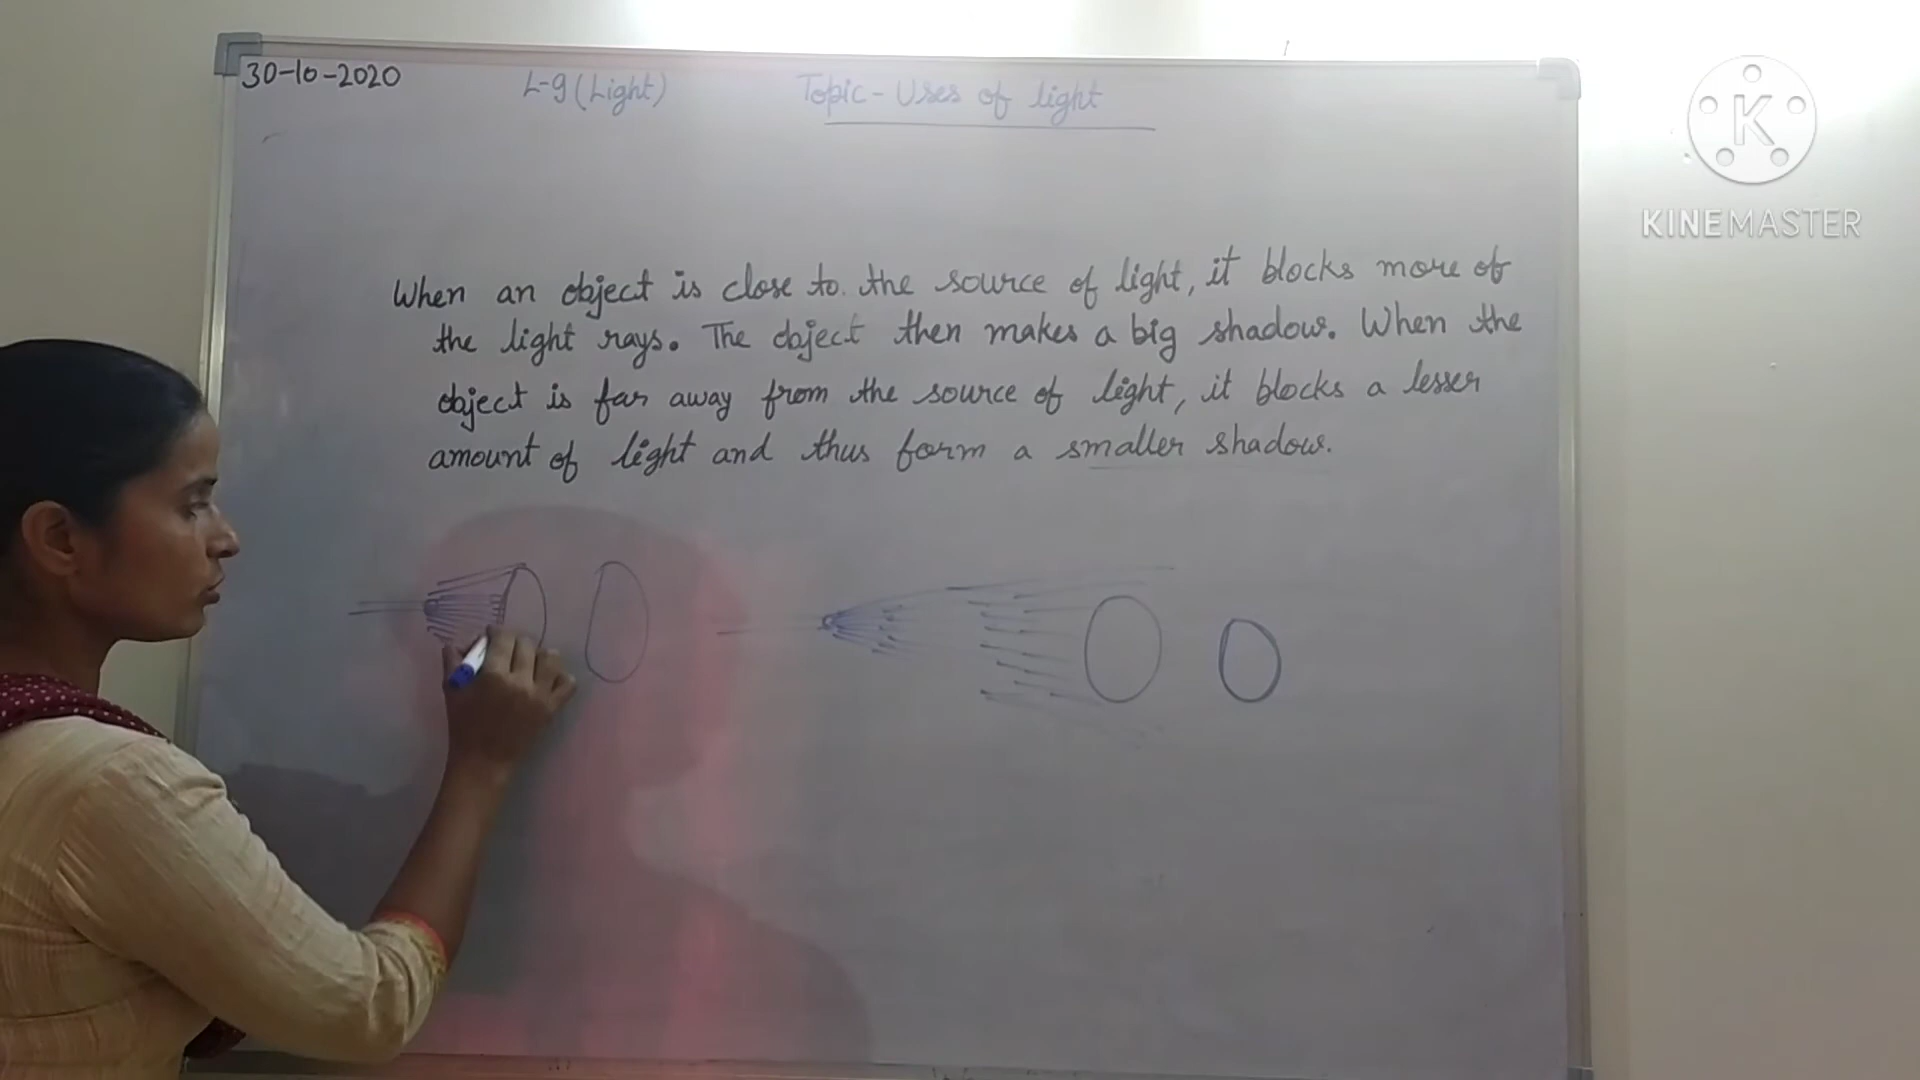 30-10-2020 L-9 (Light) Topic - Uses of light
When an object is close to the source of light, it blocks more of
the light rays. The object then makes a big shadow. When the
object is far away from the source of light, it blocks a lesser
amount of light and thus form a smaller shadow.
K
KINEMASTER